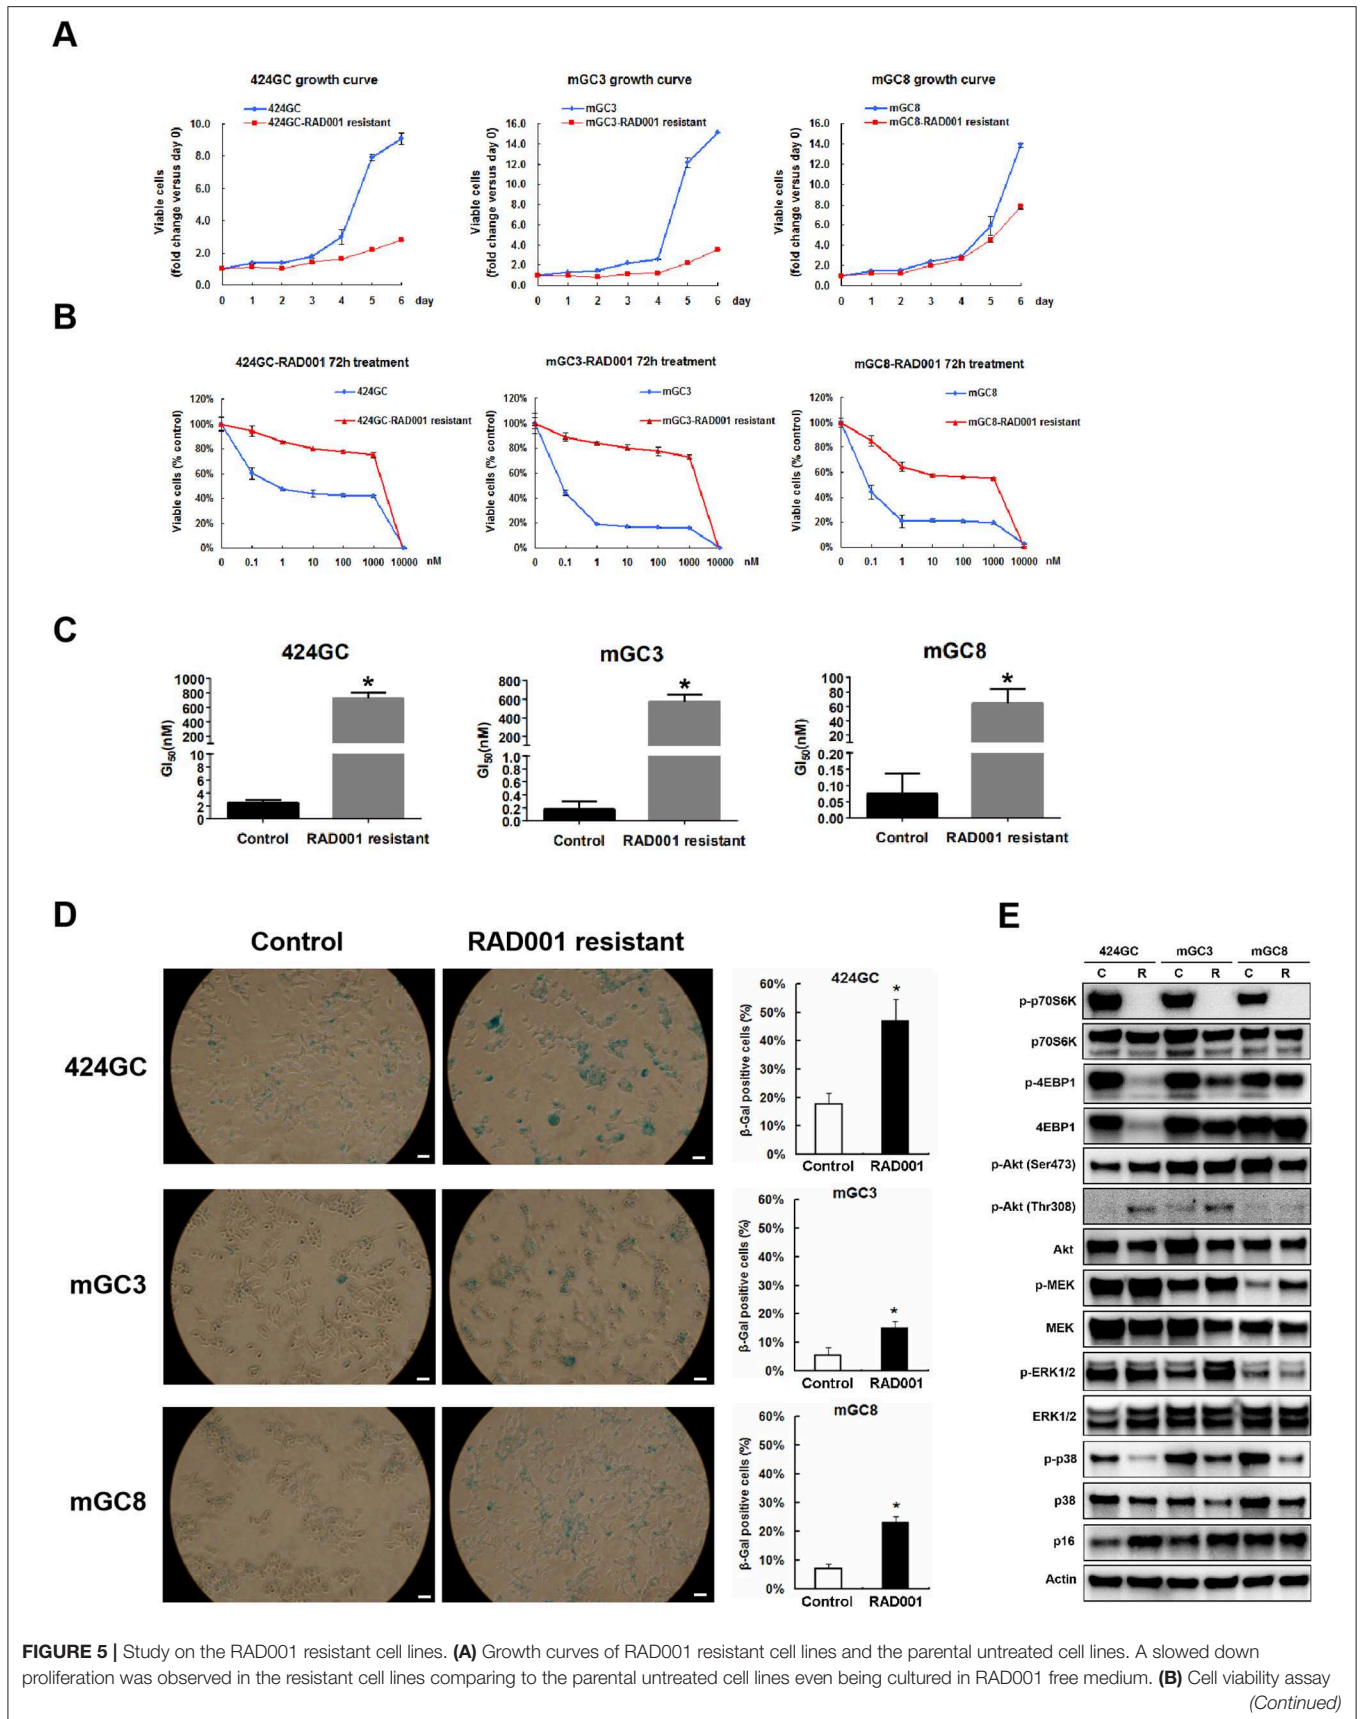 A
424GC growth curve
424GC
424GC-RAD001 resistant
Viable cells
(fold change versus day 0)
10.0
8.0
6.0
4.0
2.0
0.0
0 1 2 3 4 5 6 day
mGC3 growth curve
mGC3
mGC3-RAD001 resistant
Viable cells
(fold change versus day 0)
16.0
14.0
12.0
10.0
8.0
6.0
4.0
2.0
0.0
0 1 2 3 4 5 6 day
mGC8 growth curve
mGC8
mGC8-RAD001 resistant
Viable cells
(fold change versus day 0)
16.0
14.0
12.0
10.0
8.0
6.0
4.0
2.0
0.0
0 1 2 3 4 5 6 day
B
424GC-RAD001 72h treatment
424GC
424GC-RAD001 resistant
Viable cells (% control)
120%
100%
80%
60%
40%
20%
0%
0 0.1 1 10 100 1000 10000 nM
mGC3-RAD001 72h treatment
mGC3
mGC3-RAD001 resistant
Viable cells (% control)
120%
100%
80%
60%
40%
20%
0%
0 0.1 1 10 100 1000 10000 nM
mGC8-RAD001 72h treatment
mGC8
mGC8-RAD001 resistant
Viable cells (% control)
120%
100%
80%
60%
40%
20%
0%
0 0.1 1 10 100 1000 10000 nM
C
424GC
GI50(nM)
1000
800
600
400
200
10
8
6
4
2
0
*
Control RAD001 resistant
mGC3
GI50(nM)
800
600
400
200
1.0
0.8
0.6
0.4
0.2
0.0
*
Control RAD001 resistant
mGC8
GI50(nM)
100
80
60
40
20
0.20
0.15
0.10
0.05
0.00
*
Control RAD001 resistant
D
Control RAD001 resistant
424GC
424GC
β-Gal positive cells (%)
60%
50%
40%
30%
20%
10%
0%
*
Control RAD001
mGC3
mGC3
β-Gal positive cells (%)
60%
50%
40%
30%
20%
10%
0%
*
Control RAD001
mGC8
mGC8
β-Gal positive cells (%)
60%
50%
40%
30%
20%
10%
0%
*
Control RAD001
E
424GC mGC3 mGC8
C R C R C R
p-p70S6K
p70S6K
p-4EBP1
4EBP1
p-Akt (Ser473)
p-Akt (Thr308)
Akt
p-MEK
MEK
p-ERK1/2
ERK1/2
p-p38
p38
p16
Actin
FIGURE 5 | Study on the RAD001 resistant cell lines. (A) Growth curves of RAD001 resistant cell lines and the parental untreated cell lines. A slowed down
proliferation was observed in the resistant cell lines comparing to the parental untreated cell lines even being cultured in RAD001 free medium. (B) Cell viability assay
(Continued)